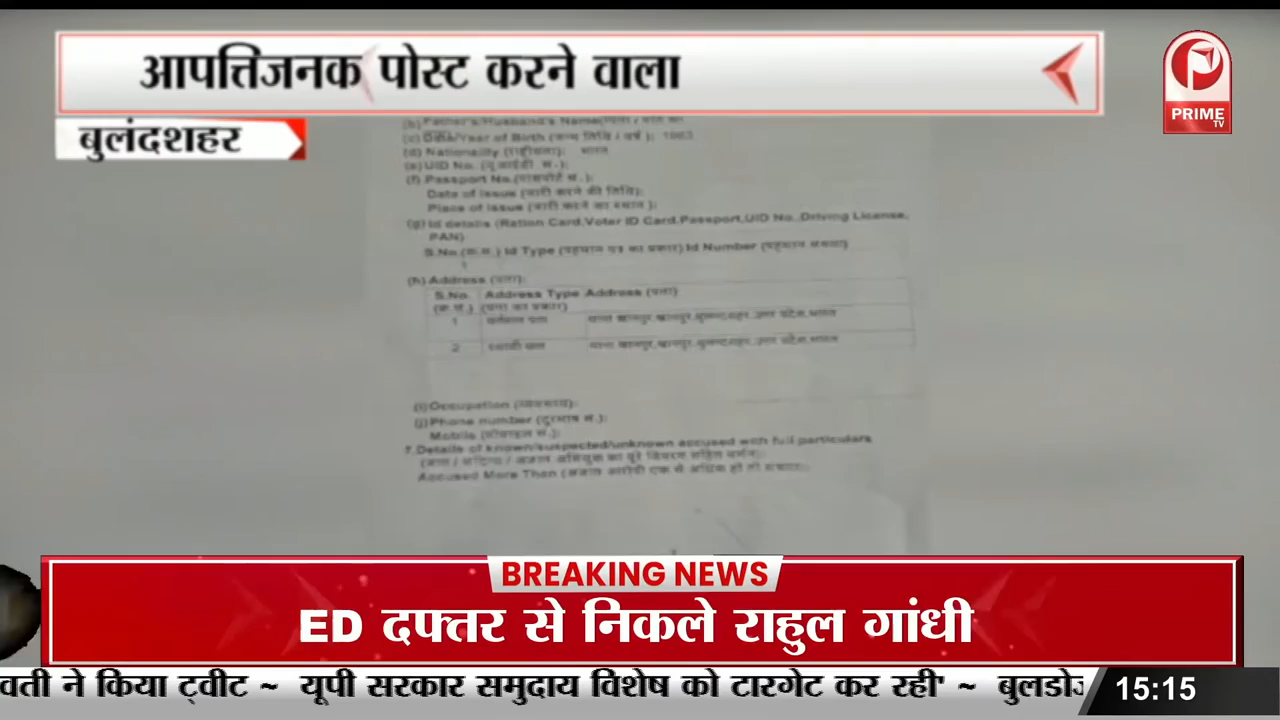 आपत्तिजनक पोस्ट करने वाला
PRIME
TV
बुलंदशहर
(c) Date/Year of Birth (जन्म तिथि / वर्ष ): 1983
(d) Nationality (राष्ट्रीयता): भारत
(e) UID No. (यूआईडी सं.):
(f) Passport No.(पासपोर्ट सं.):
Date of Issue (जारी करने की तिथि):
Place of Issue (जारी करने का स्थान ):
(g) Id details (Ration Card,Voter ID Card,Passport,UID No.,Driving License,
PAN)
S.No.(क्र.सं.) Id Type (पहचान पत्र का प्रकार) Id Number (पहचान संख्या)
1
(h) Address (पता):
S.No. Address Type Address (पता)
(क्र.सं.) (पता का प्रकार)
1 वर्तमान पता
2 स्थायी पता
(i) Occupation (व्यवसाय):
(j) Phone number (दूरभाष सं.):
Mobile (मोबाइल सं.):
7. Details of known/suspected/unknown accused with full particulars
Accused More Than
BREAKING NEWS
ED दफ्तर से निकले राहुल गांधी
वती ने किया ट्वीट ~ यूपी सरकार समुदाय विशेष को टारगेट कर रही' ~ बुलडोज
15:15